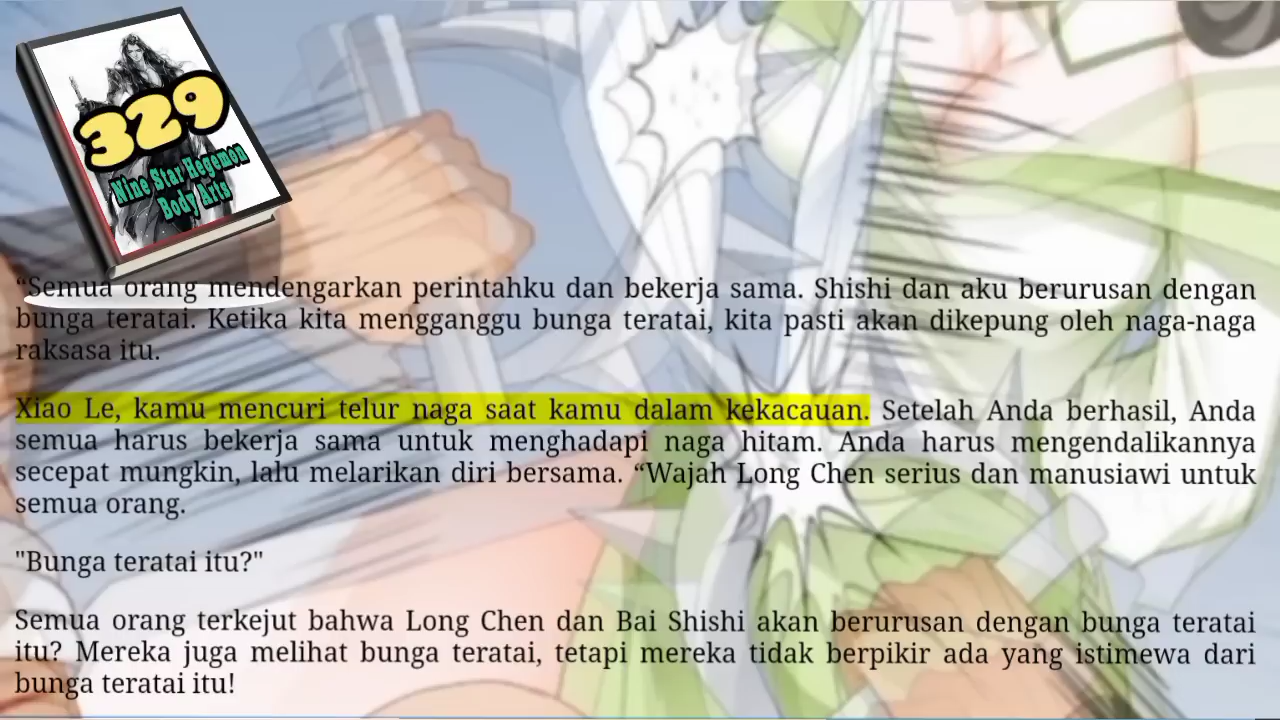 329
Nine Star Hegemon
Body Arts
“Semua orang mendengarkan perintahku dan bekerja sama. Shishi dan aku berurusan dengan
bunga teratai. Ketika kita mengganggu bunga teratai, kita pasti akan dikepung oleh naga-naga
raksasa itu.
Xiao Le, kamu mencuri telur naga saat kamu dalam kekacauan. Setelah Anda berhasil, Anda
semua harus bekerja sama untuk menghadapi naga hitam. Anda harus mengendalikannya
secepat mungkin, lalu melarikan diri bersama. “Wajah Long Chen serius dan manusiawi untuk
semua orang.
"Bunga teratai itu?"
Semua orang terkejut bahwa Long Chen dan Bai Shishi akan berurusan dengan bunga teratai
itu? Mereka juga melihat bunga teratai, tetapi mereka tidak berpikir ada yang istimewa dari
bunga teratai itu!